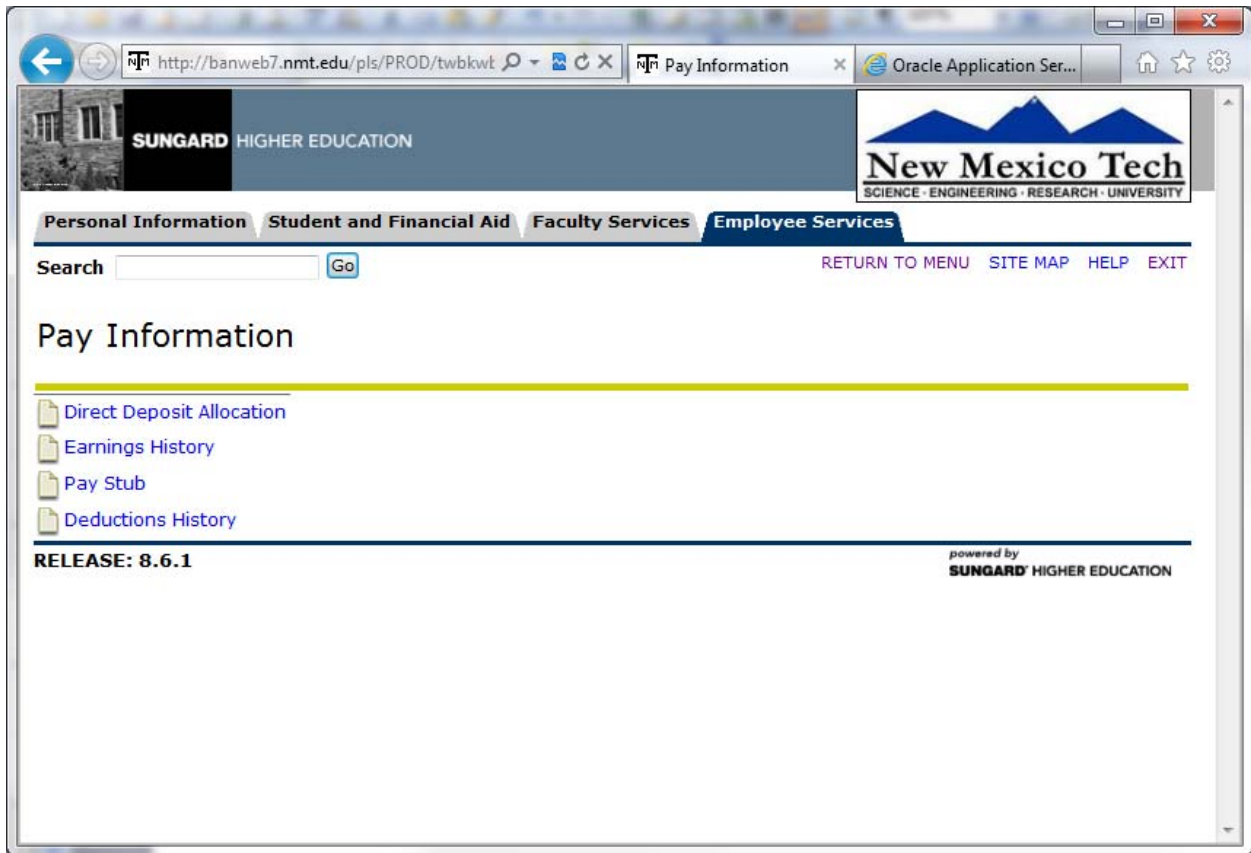 http://banweb7.nmt.edu/pls/PROD/twbkwb
Pay Information
Oracle Application Ser...
SUNGARD HIGHER EDUCATION
New Mexico Tech
SCIENCE · ENGINEERING · RESEARCH · UNIVERSITY
Personal Information Student and Financial Aid Faculty Services Employee Services
Search Go RETURN TO MENU SITE MAP HELP EXIT
Pay Information
Direct Deposit Allocation
Earnings History
Pay Stub
Deductions History
RELEASE: 8.6.1
powered by
SUNGARD' HIGHER EDUCATION